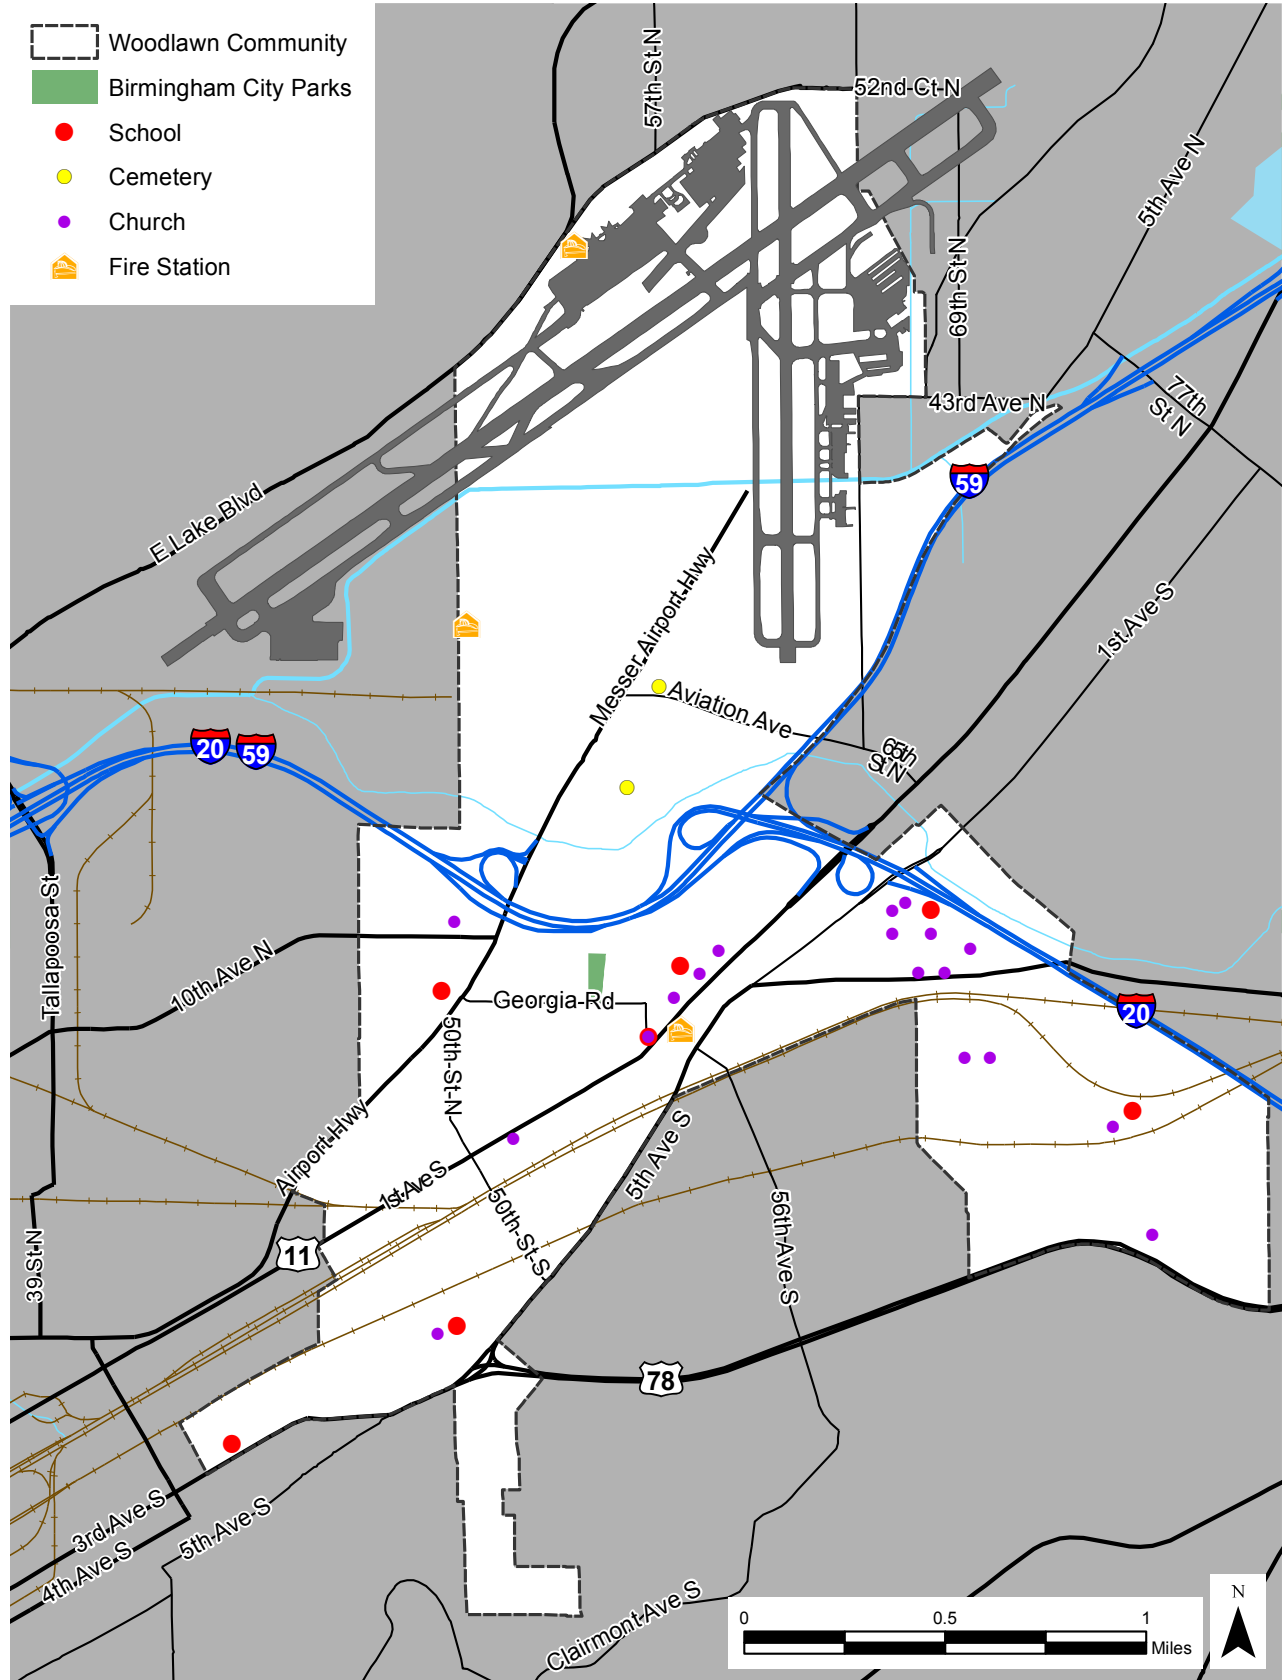 Woodlawn Community
Birmingham City Parks
School
Cemetery
Church
Fire Station
57th St N
52nd Ct N
5th Ave N
69th St N
43rd Ave N
77th
St N
59
E Lake Blvd
Messer Airport Hwy
1st Ave S
Aviation Ave
65th
St N
20
59
Tallapoosa St
10th Ave N
Georgia Rd
50th St N
20
Airport Hwy
1st Ave S
5th Ave S
50th St S
56th Ave S
39 St N
11
78
3rd Ave S
4th Ave S
5th Ave S
Clairmont Ave S
0 0.5 1
Miles
N